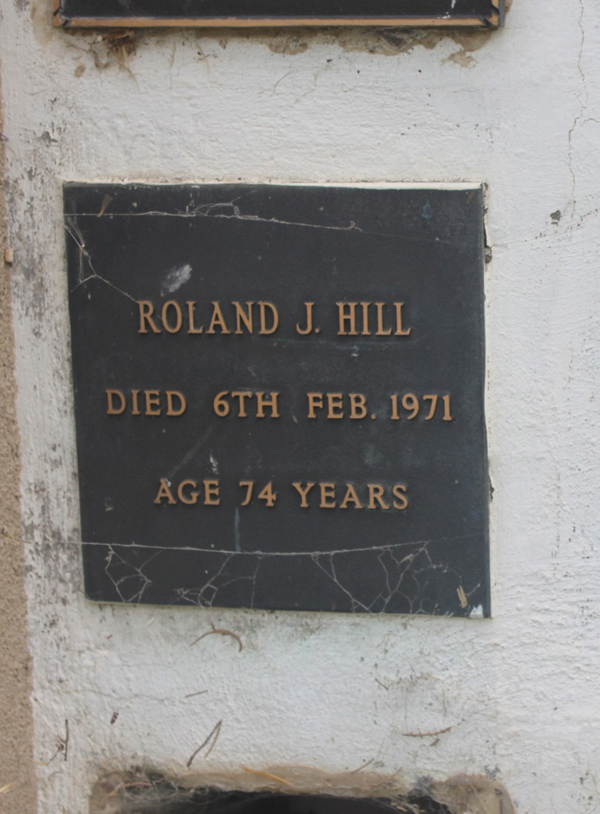 ROLAND J. HILL
DIED 6TH FEB. 1971
AGE 74 YEARS